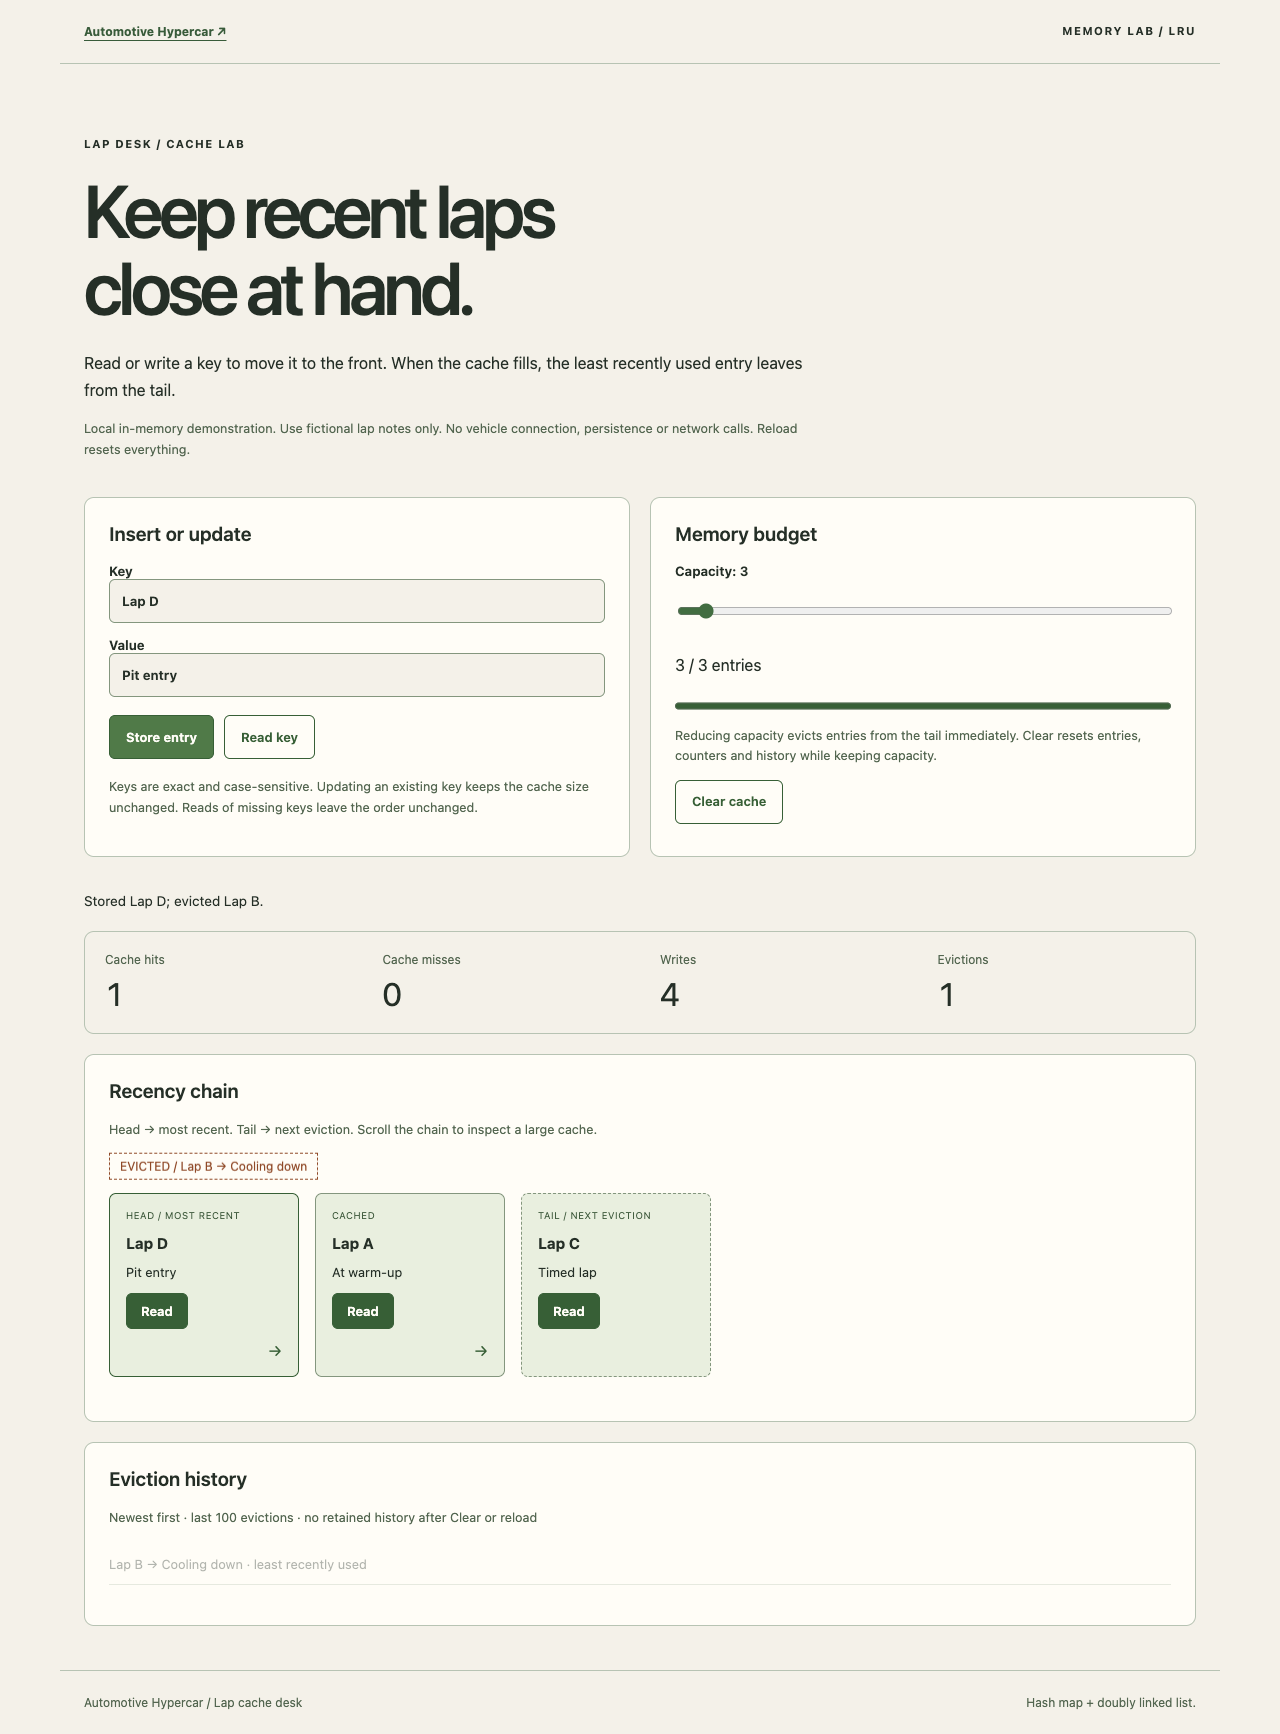 Automotive Hypercar ↗
MEMORY LAB / LRU
LAP DESK / CACHE LAB
Keep recent laps
close at hand.
Read or write a key to move it to the front. When the cache fills, the least recently used entry leaves
from the tail.
Local in-memory demonstration. Use fictional lap notes only. No vehicle connection, persistence or network calls. Reload
resets everything.
Insert or update
Key
Lap D
Value
Pit entry
Store entry
Read key
Keys are exact and case-sensitive. Updating an existing key keeps the cache size
unchanged. Reads of missing keys leave the order unchanged.
Memory budget
Capacity: 3
3 / 3 entries
Reducing capacity evicts entries from the tail immediately. Clear resets entries,
counters and history while keeping capacity.
Clear cache
Stored Lap D; evicted Lap B.
Cache hits
1
Cache misses
0
Writes
4
Evictions
1
Recency chain
Head → most recent. Tail → next eviction. Scroll the chain to inspect a large cache.
EVICTED / Lap B → Cooling down
HEAD / MOST RECENT
Lap D
Pit entry
Read
→
CACHED
Lap A
At warm-up
Read
→
TAIL / NEXT EVICTION
Lap C
Timed lap
Read
Eviction history
Newest first · last 100 evictions · no retained history after Clear or reload
Lap B → Cooling down · least recently used
Automotive Hypercar / Lap cache desk
Hash map + doubly linked list.